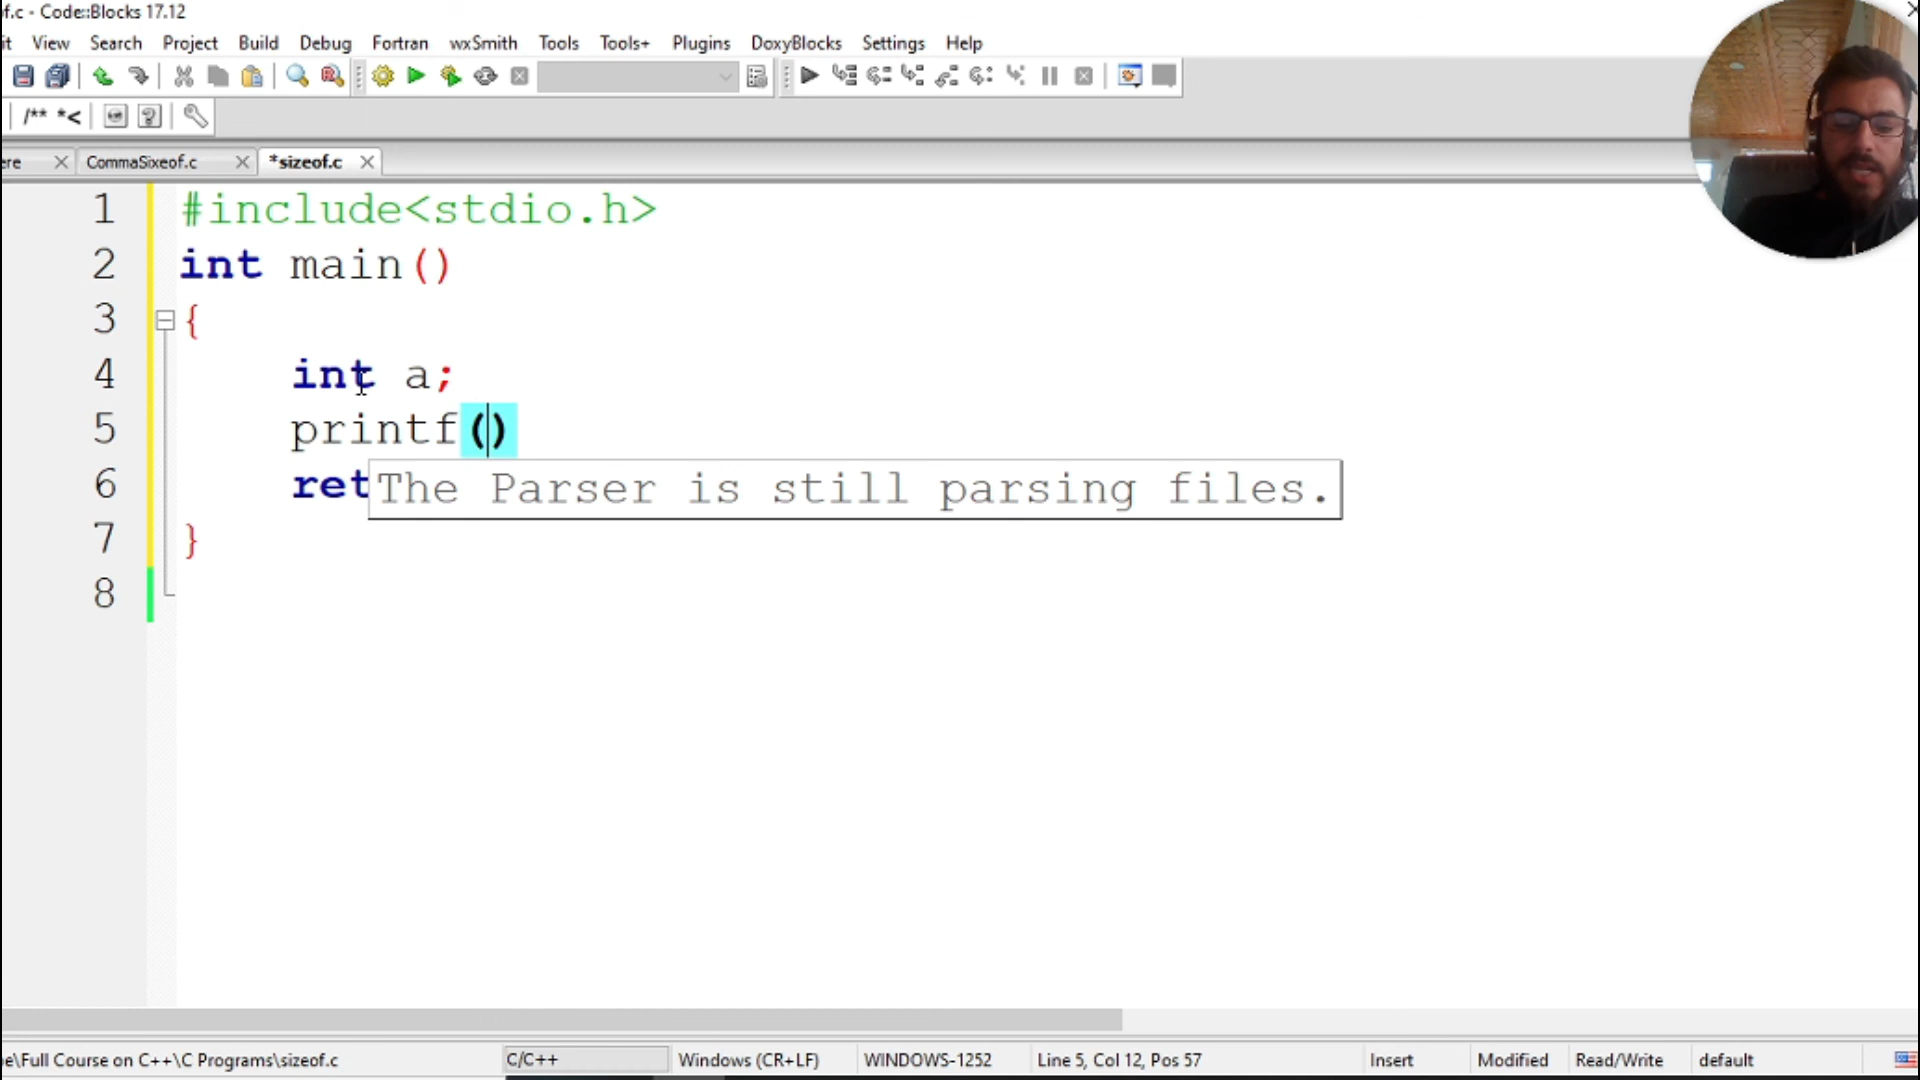 f.c - Code::Blocks 17.12
it View Search Project Build Debug Fortran wxSmith Tools Tools+ Plugins DoxyBlocks Settings Help
/** *<
ere CommaSixeof.c *sizeof.c
1 #include<stdio.h>
2 int main()
3 {
4 int a;
5 printf()
6 ret The Parser is still parsing files.
7 }
8
e\Full Course on C++\C Programs\sizeof.c C/C++ Windows (CR+LF) WINDOWS-1252 Line 5, Col 12, Pos 57 Insert Modified Read/Write default